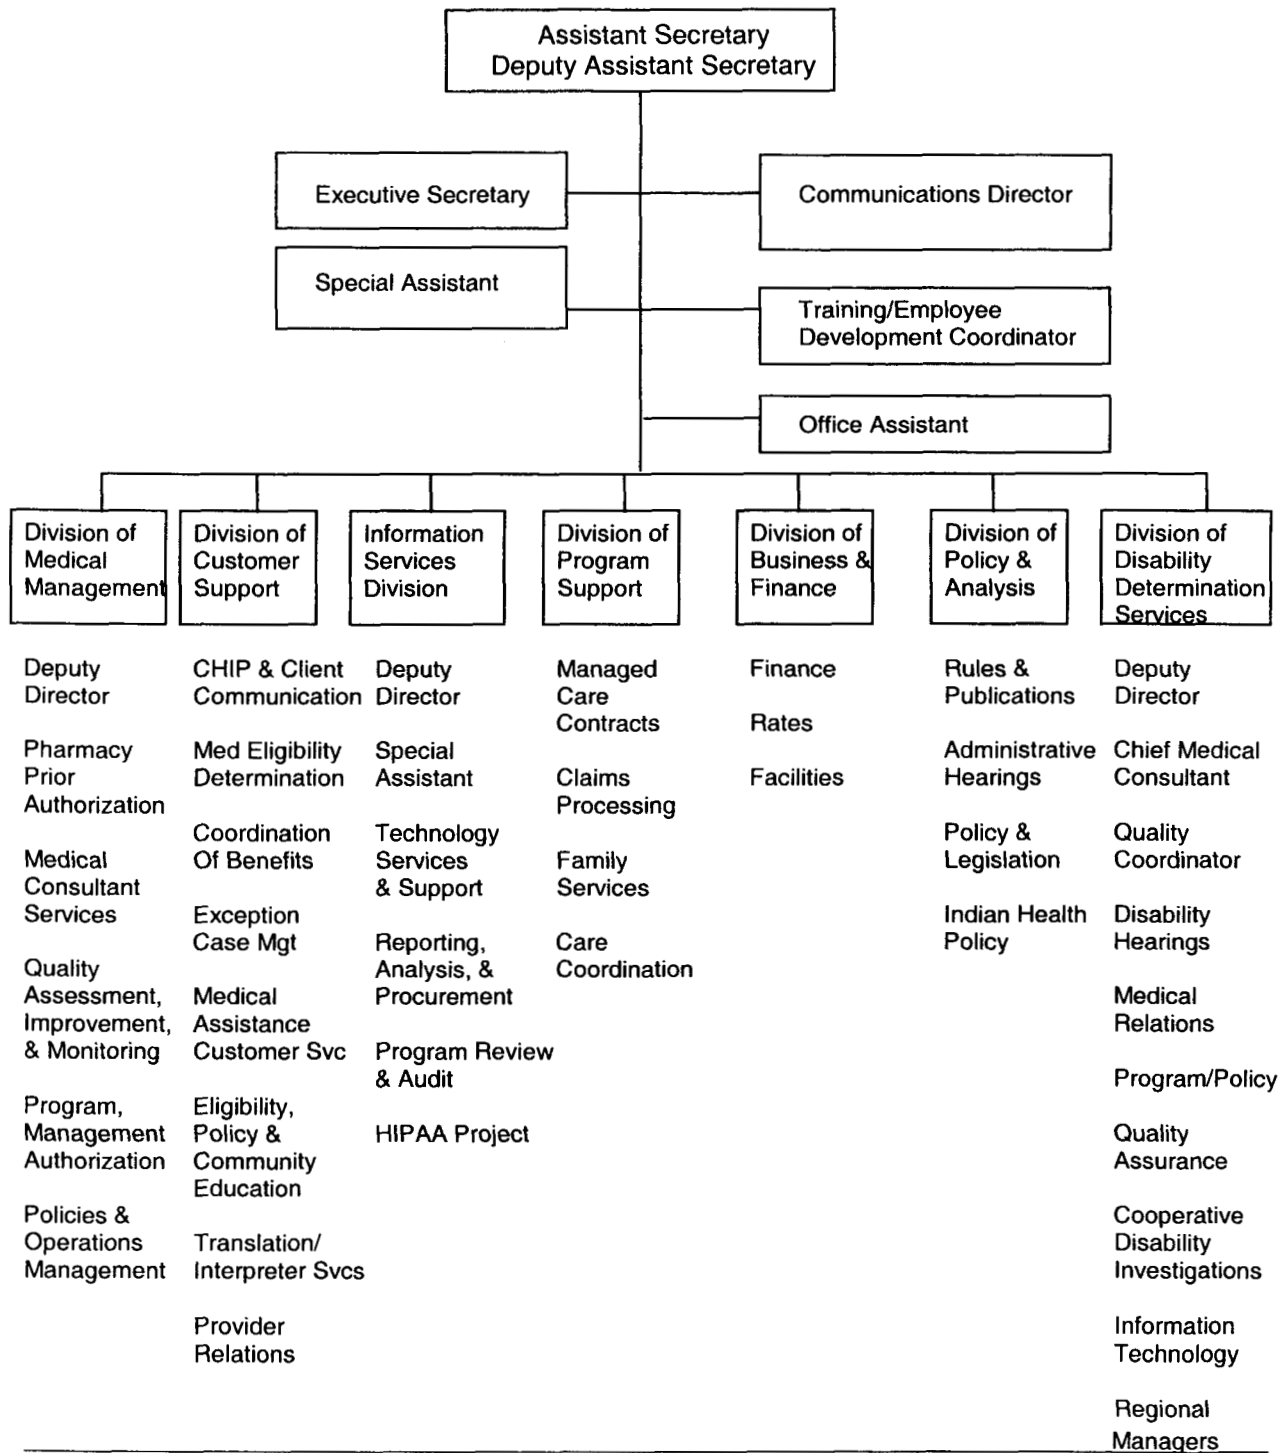 Assistant Secretary
Deputy Assistant Secretary
Executive Secretary
Communications Director
Special Assistant
Training/Employee
Development Coordinator
Office Assistant
Division of
Medical
Management
Division of
Customer
Support
Information
Services
Division
Division of
Program
Support
Division of
Business &
Finance
Division of
Policy &
Analysis
Division of
Disability
Determination
Services
Deputy
Director
Pharmacy
Prior
Authorization
Medical
Consultant
Services
Quality
Assessment,
Improvement,
& Monitoring
Program,
Management
Authorization
Policies &
Operations
Management
CHIP & Client
Communication
Med Eligibility
Determination
Coordination
Of Benefits
Exception
Case Mgt
Medical
Assistance
Customer Svc
Eligibility,
Policy &
Community
Education
Translation/
Interpreter Svcs
Provider
Relations
Deputy
Director
Special
Assistant
Technology
Services
& Support
Reporting,
Analysis, &
Procurement
Program Review
& Audit
HIPAA Project
Managed
Care
Contracts
Claims
Processing
Family
Services
Care
Coordination
Finance
Rates
Facilities
Rules &
Publications
Administrative
Hearings
Policy &
Legislation
Indian Health
Policy
Deputy
Director
Chief Medical
Consultant
Quality
Coordinator
Disability
Hearings
Medical
Relations
Program/Policy
Quality
Assurance
Cooperative
Disability
Investigations
Information
Technology
Regional
Managers